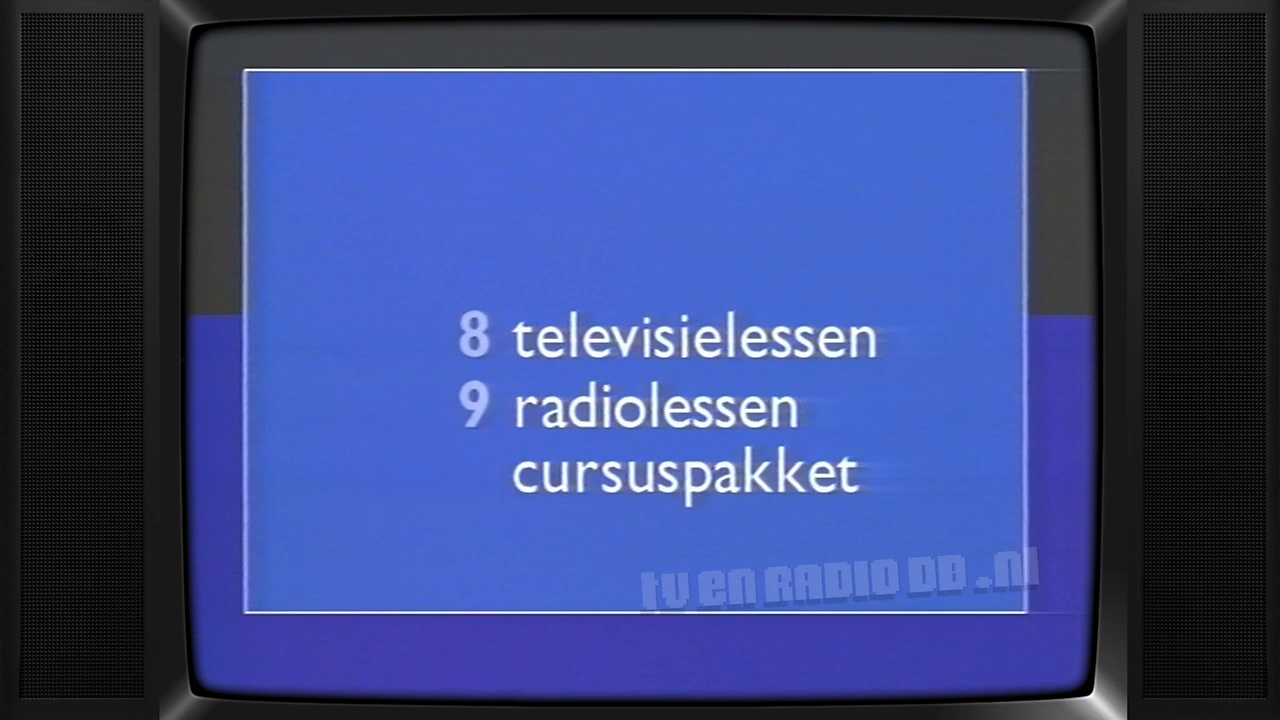 8 televisielessen
9 radiolessen
cursuspakket
tv en RADIO DB .nl